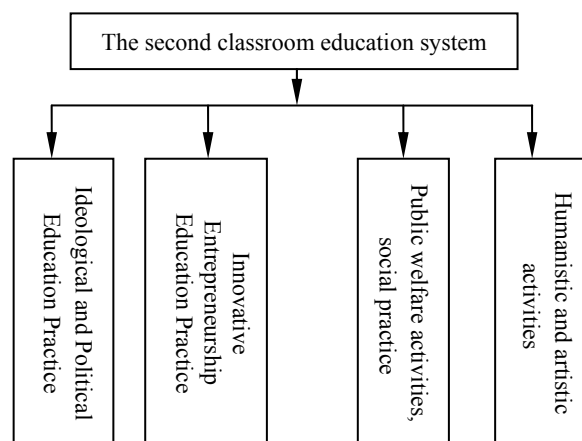 The second classroom education system
Ideological and Political
Education Practice
Innovative
Entrepreneurship
Education Practice
Public welfare activities,
social practice
Humanistic and artistic
activities